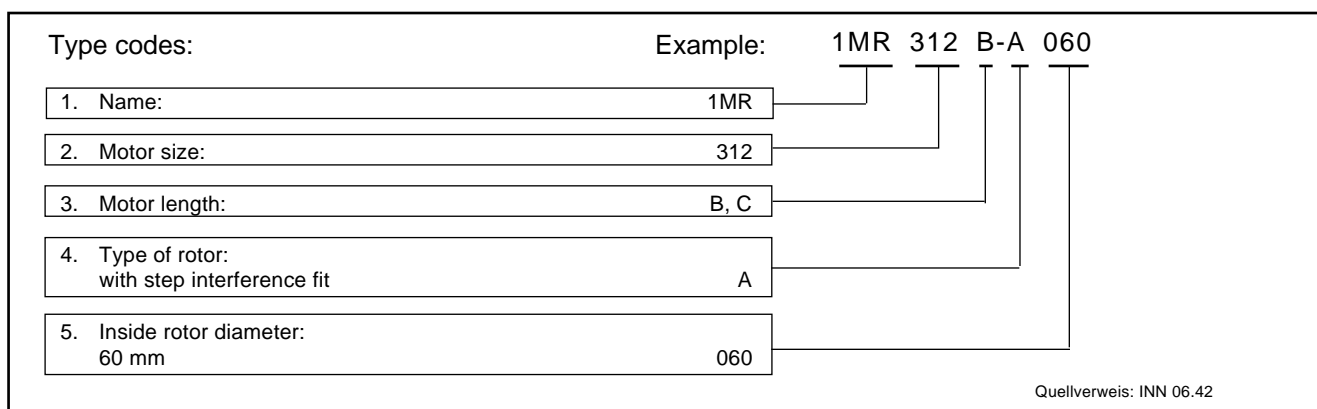 Type codes: Example: 1MR 312 B-A 060
1. Name: 1MR
2. Motor size: 312
3. Motor length: B, C
4. Type of rotor:
with step interference fit A
5. Inside rotor diameter:
60 mm 060
Quellverweis: INN 06.42